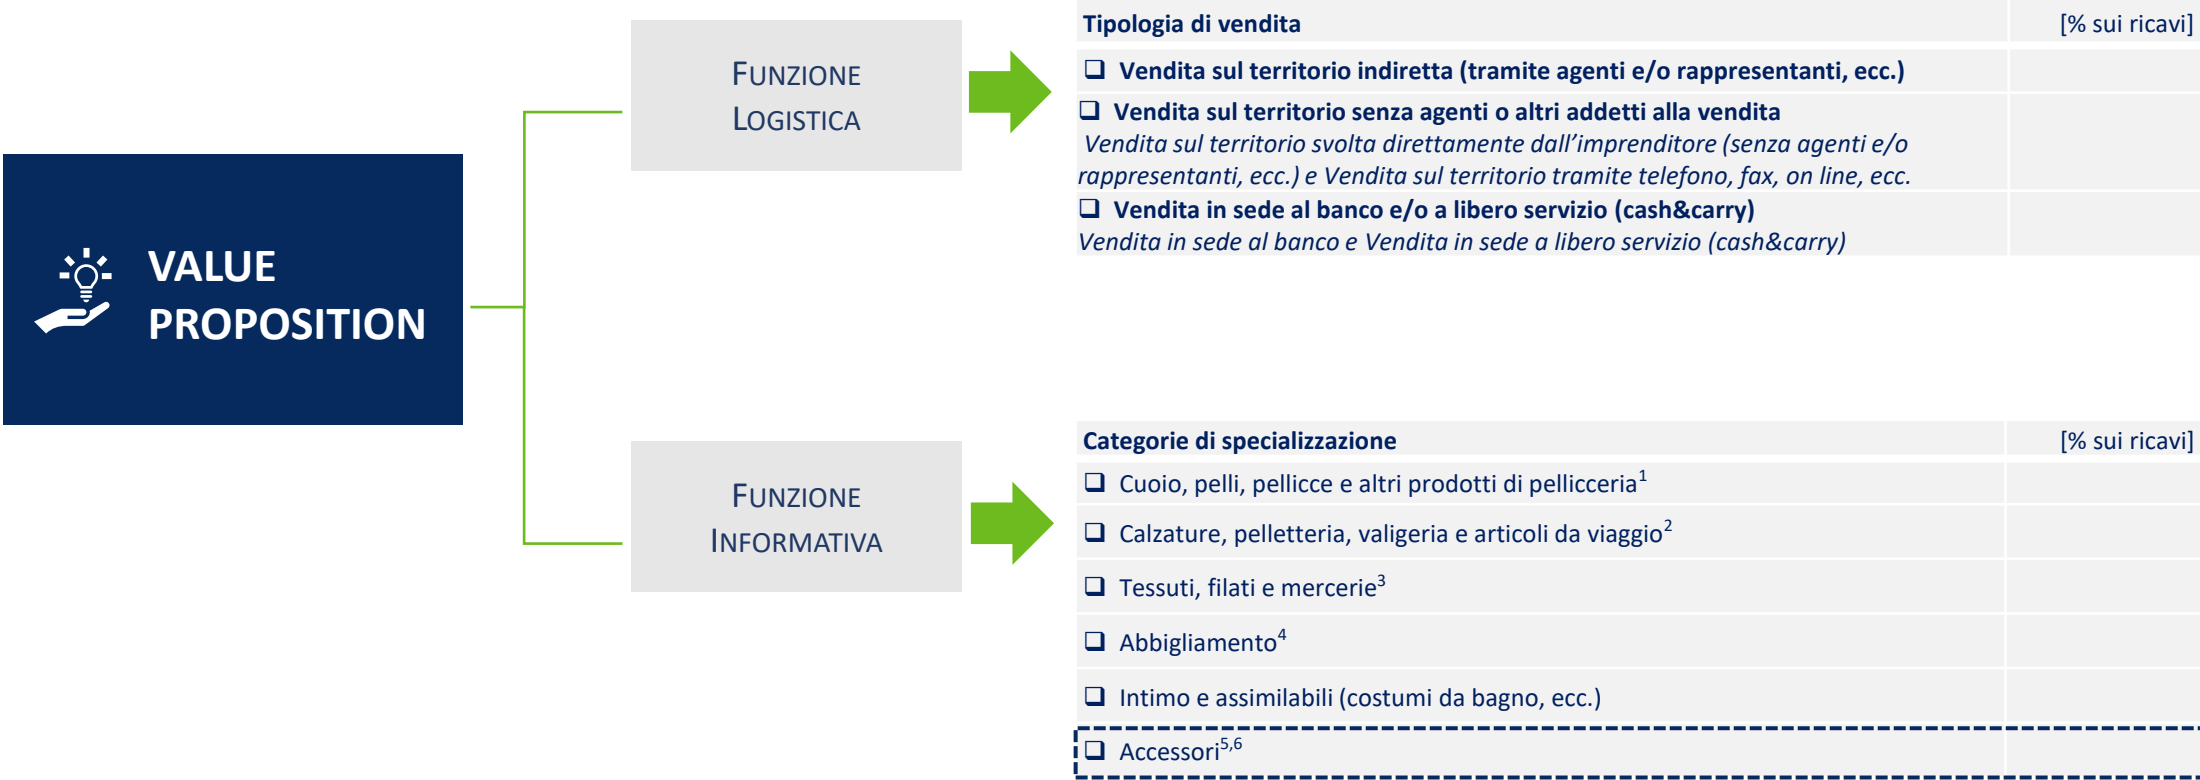 VALUE
PROPOSITION
FUNZIONE
LOGISTICA
Tipologia di vendita [% sui ricavi]
❑ Vendita sul territorio indiretta (tramite agenti e/o rappresentanti, ecc.)
❑ Vendita sul territorio senza agenti o altri addetti alla vendita
Vendita sul territorio svolta direttamente dall’imprenditore (senza agenti e/o
rappresentanti, ecc.) e Vendita sul territorio tramite telefono, fax, on line, ecc.
❑ Vendita in sede al banco e/o a libero servizio (cash&carry)
Vendita in sede al banco e Vendita in sede a libero servizio (cash&carry)
FUNZIONE
INFORMATIVA
Categorie di specializzazione [% sui ricavi]
❑ Cuoio, pelli, pellicce e altri prodotti di pellicceria¹
❑ Calzature, pelletteria, valigeria e articoli da viaggio²
❑ Tessuti, filati e mercerie³
❑ Abbigliamento⁴
❑ Intimo e assimilabili (costumi da bagno, ecc.)
❑ Accessori⁵,⁶